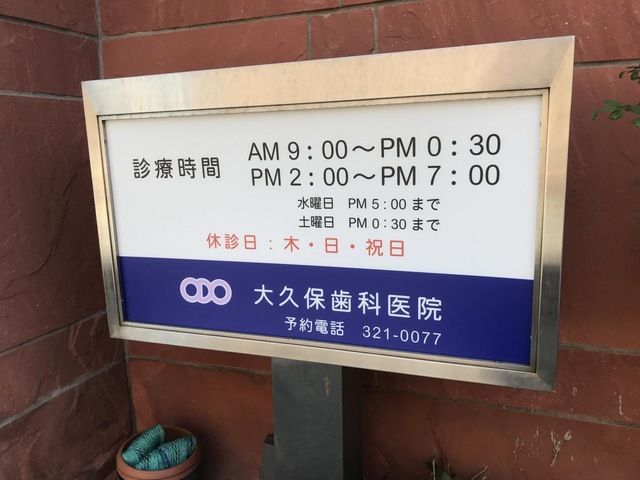 診療時間 AM 9：00～PM 0：30
PM 2：00～PM 7：00
水曜日 PM 5：00 まで
土曜日 PM 0：30 まで
休診日：木・日・祝日
ODO 大久保歯科医院
予約電話 321-0077